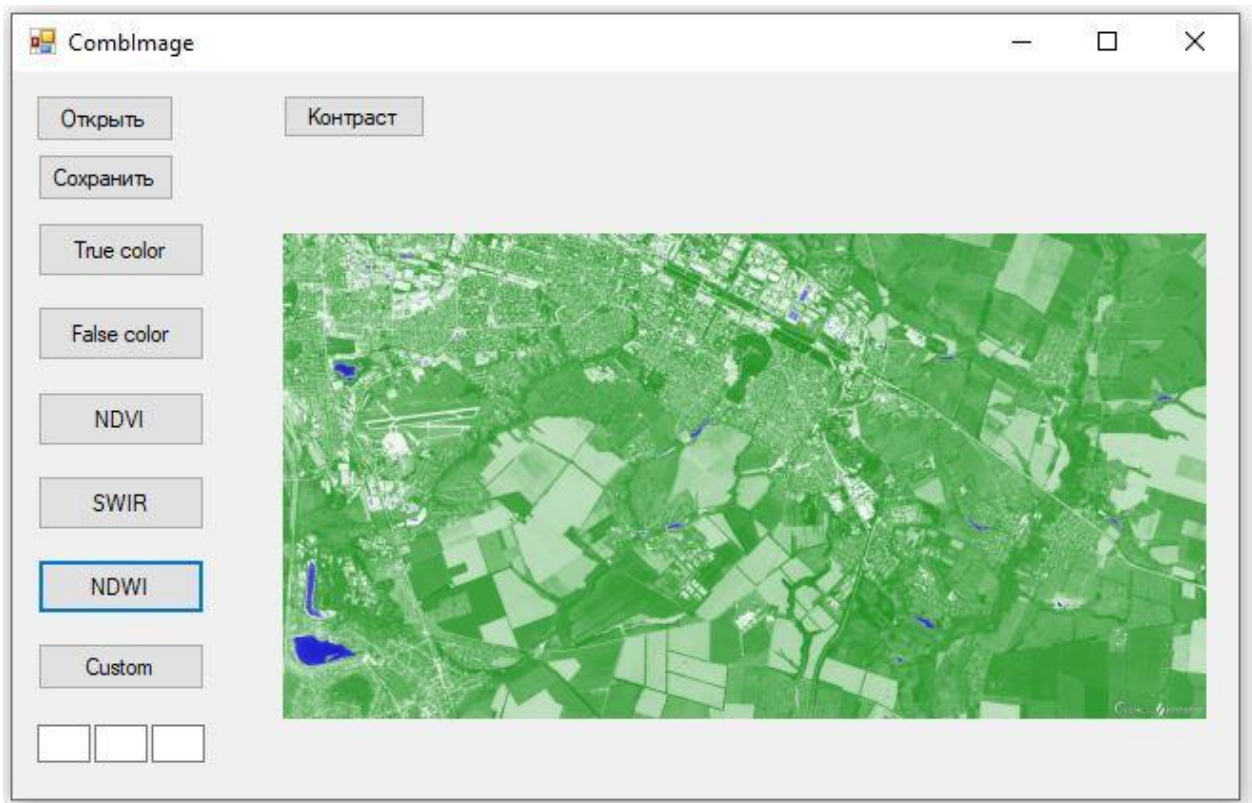 CombImage
Открыть
Контраст
Сохранить
True color
False color
NDVI
SWIR
NDWI
Custom